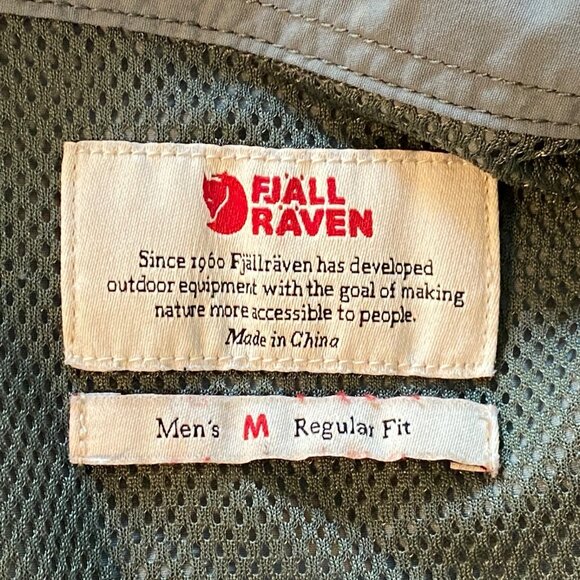 FJÄLL
RÄVEN
Since 1960 Fjällräven has developed
outdoor equipment with the goal of making
nature more accessible to people.
Made in China
Men's M Regular Fit